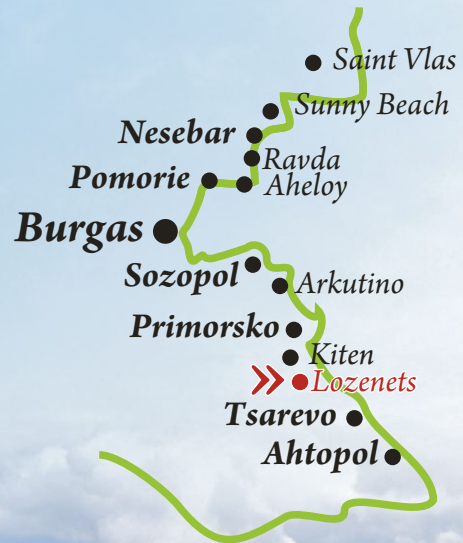 Saint Vlas
Sunny Beach
Nesebar
Ravda
Pomorie
Aheloy
Burgas
Sozopol
Arkutino
Primorsko
Kiten
Lozenets
Tsarevo
Ahtopol